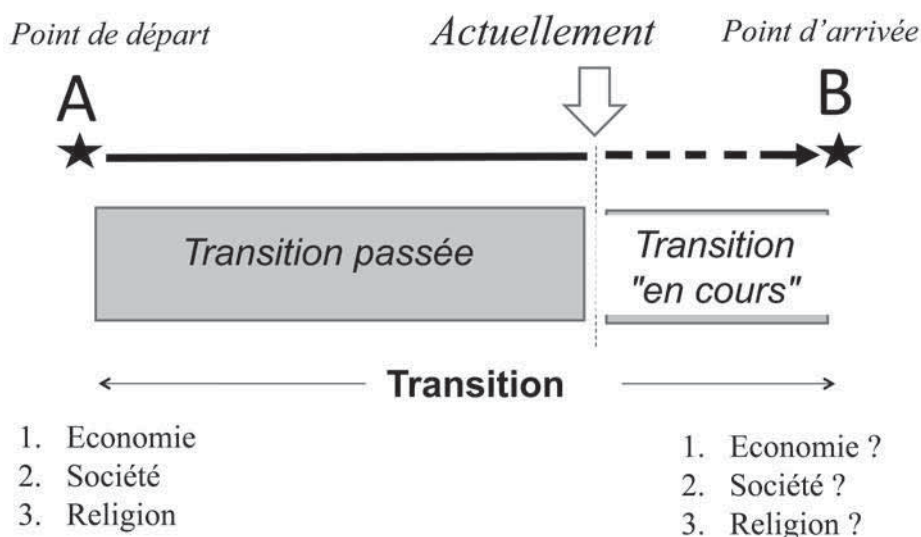 Point de départ
Actuellement
Point d'arrivée
A
B
Transition passée
Transition
"en cours"
Transition
1. Economie
2. Société
3. Religion
1. Economie ?
2. Société ?
3. Religion ?